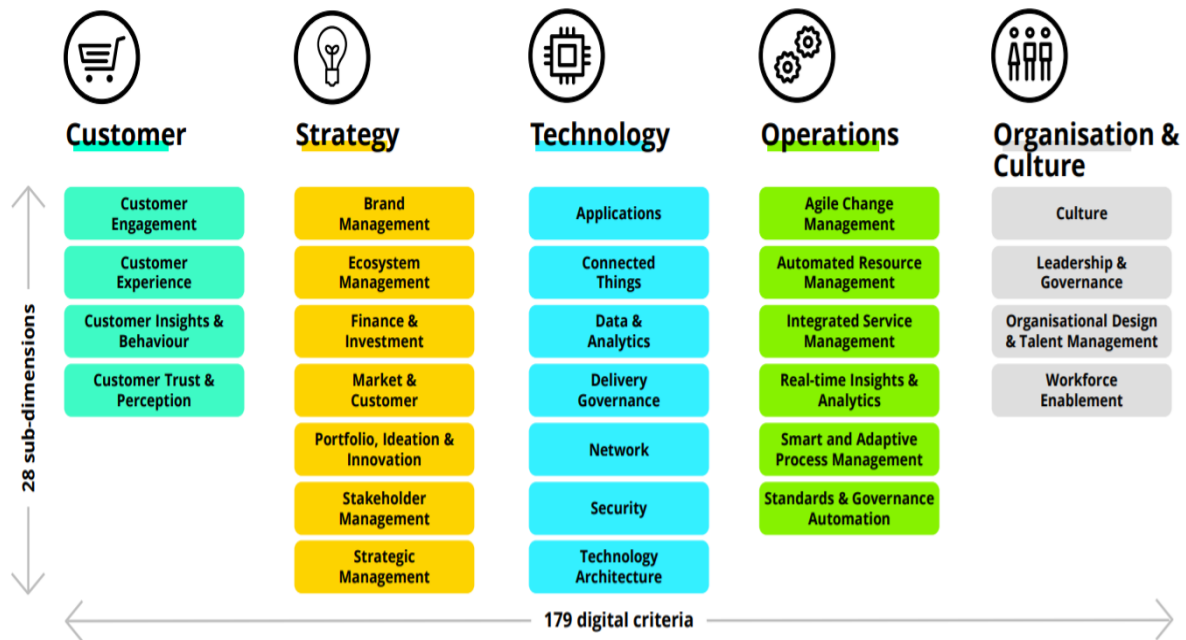 Customer
Strategy
Technology
Operations
Organisation &
Culture
Customer
Engagement
Customer
Experience
Customer Insights &
Behaviour
Customer Trust &
Perception
Brand
Management
Ecosystem
Management
Finance &
Investment
Market &
Customer
Portfolio, Ideation &
Innovation
Stakeholder
Management
Strategic
Management
Applications
Connected
Things
Data &
Analytics
Delivery
Governance
Network
Security
Technology
Architecture
Agile Change
Management
Automated Resource
Management
Integrated Service
Management
Real-time Insights &
Analytics
Smart and Adaptive
Process Management
Standards & Governance
Automation
Culture
Leadership &
Governance
Organisational Design
& Talent Management
Workforce
Enablement
28 sub-dimensions
179 digital criteria